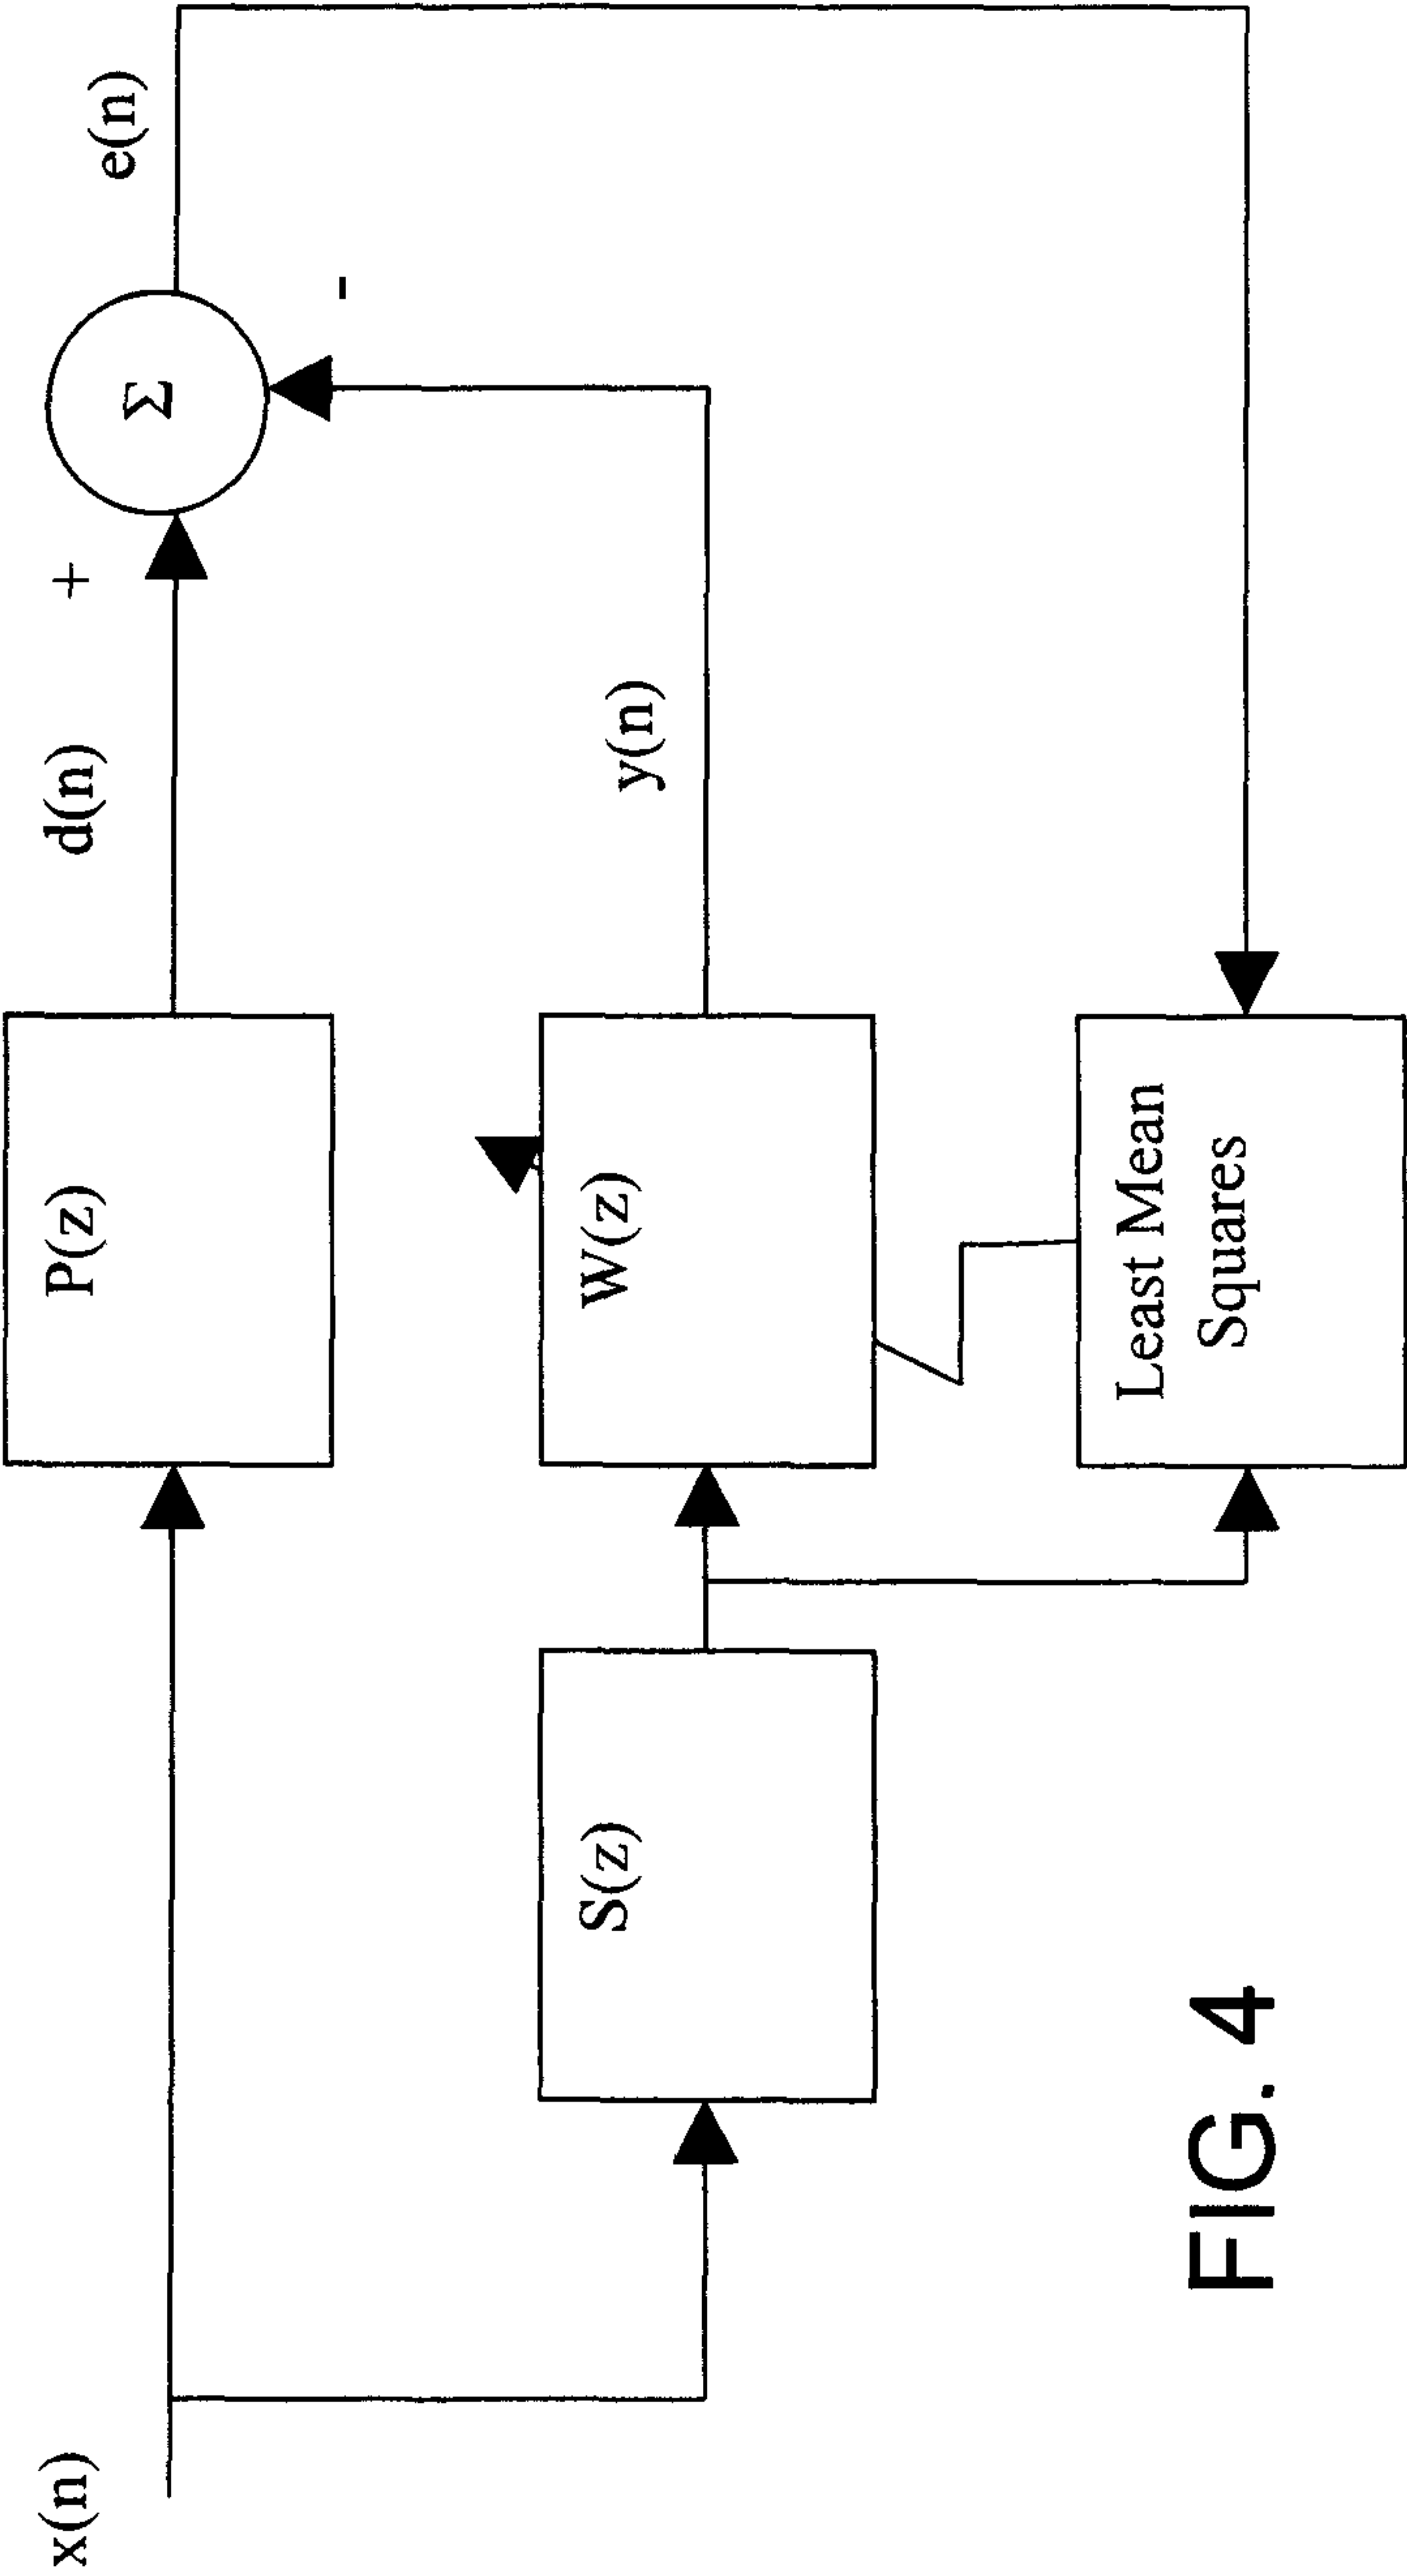 x(n)
P(z)
d(n)
+
Σ
e(n)
-
S(z)
W(z)
y(n)
Least Mean
Squares
FIG. 4